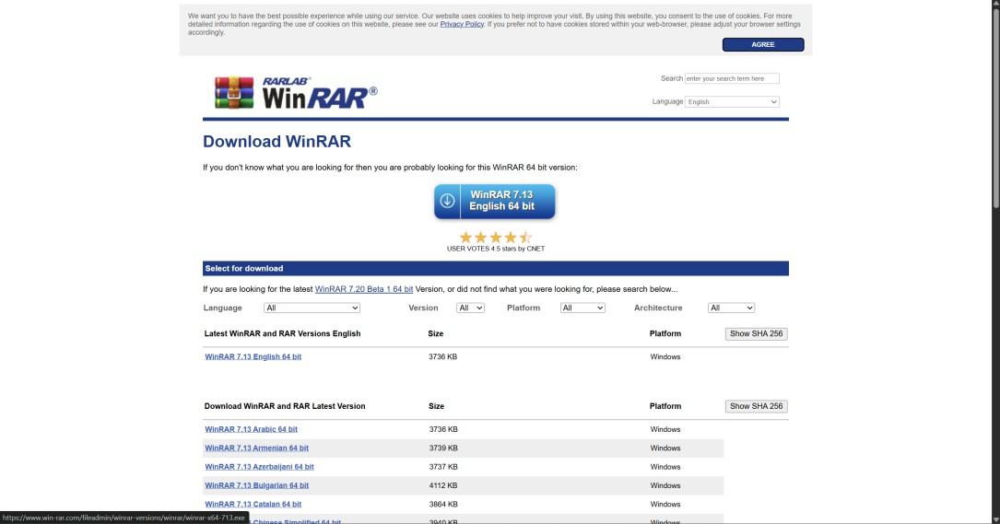 We want you to have the best possible experience while using our service. Our website uses cookies to help improve your visit. By using this website, you consent to the use of cookies. For more
detailed information regarding the use of cookies on this website, please see our Privacy Policy. If you prefer not to have cookies stored within your web-browser, please adjust your browser settings
accordingly.
AGREE
RARLAB®
WinRAR®
Search enter your search term here
Language English
Download WinRAR
If you don't know what you are looking for then you are probably looking for this WinRAR 64 bit version:
WinRAR 7.13
English 64 bit
USER VOTES 4.5 stars by CNET
Select for download
If you are looking for the latest WinRAR 7.20 Beta 1 64 bit Version, or did not find what you were looking for, please search below...
Language All Version All Platform All Architecture All
Latest WinRAR and RAR Versions English Size Platform Show SHA 256
WinRAR 7.13 English 64 bit 3736 KB Windows
Download WinRAR and RAR Latest Version Size Platform Show SHA 256
WinRAR 7.13 Arabic 64 bit 3736 KB Windows
WinRAR 7.13 Armenian 64 bit 3739 KB Windows
WinRAR 7.13 Azerbaijani 64 bit 3737 KB Windows
WinRAR 7.13 Bulgarian 64 bit 4112 KB Windows
WinRAR 7.13 Catalan 64 bit 3864 KB Windows
https://www.win-rar.com/fileadmin/winrar-versions/winrar/winrar-x64-713.exe
Chinese Simplified 64 bit 3940 KB Windows